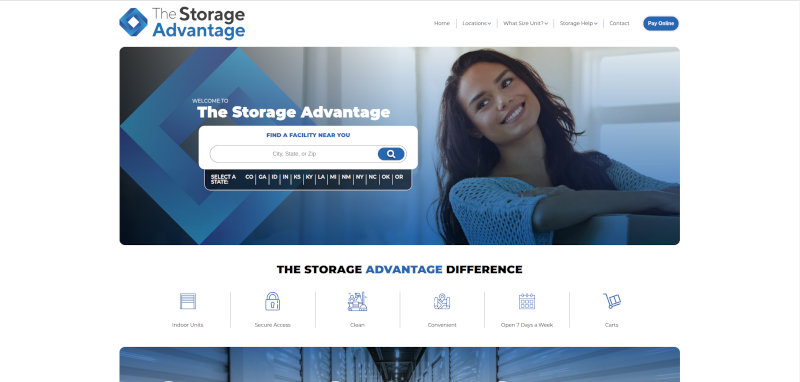 The Storage
Advantage
Home Locations What Size Unit? Storage Help Contact Pay Online
WELCOME TO
The Storage Advantage
FIND A FACILITY NEAR YOU
City, State, or Zip
SELECT A STATE: CO GA ID IN KS KY LA MI NM NY NC OK OR
THE STORAGE ADVANTAGE DIFFERENCE
Indoor Units Secure Access Clean Convenient Open 7 Days a Week Carts